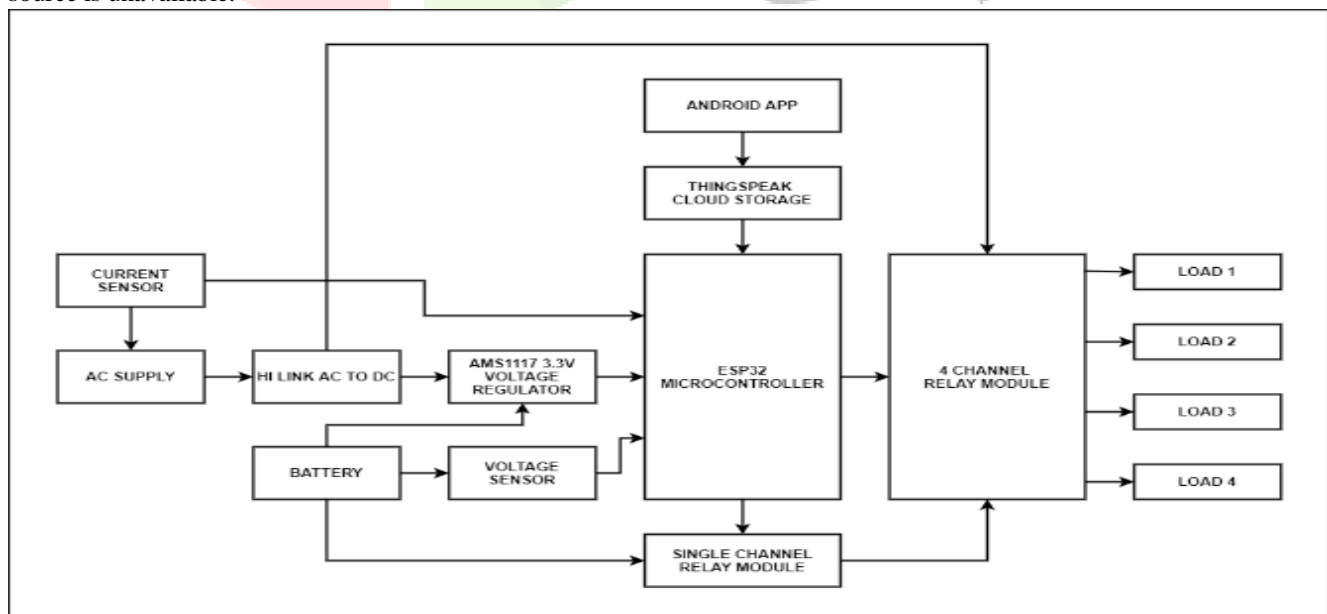 source is unavailable.
ANDROID APP
THINGSPEAK
CLOUD STORAGE
CURRENT
SENSOR
LOAD 1
AC SUPPLY
HI LINK AC TO DC
AMS1117 3.3V
VOLTAGE
REGULATOR
ESP32
MICROCONTROLLER
4 CHANNEL
RELAY MODULE
LOAD 2
LOAD 3
BATTERY
VOLTAGE
SENSOR
LOAD 4
SINGLE CHANNEL
RELAY MODULE